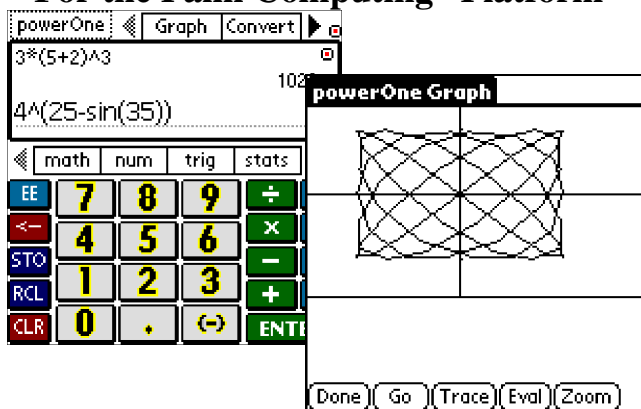 For the Palm Computing Platform
powerOne Graph Convert
3*(5+2)^3
102
4^(25-sin(35))
math num trig stats
EE 7 8 9 ÷
<- 4 5 6 ×
STO −
1 2 3
RCL +
CLR 0 . (-) ENTE
powerOne Graph
Done Go Trace Eval Zoom